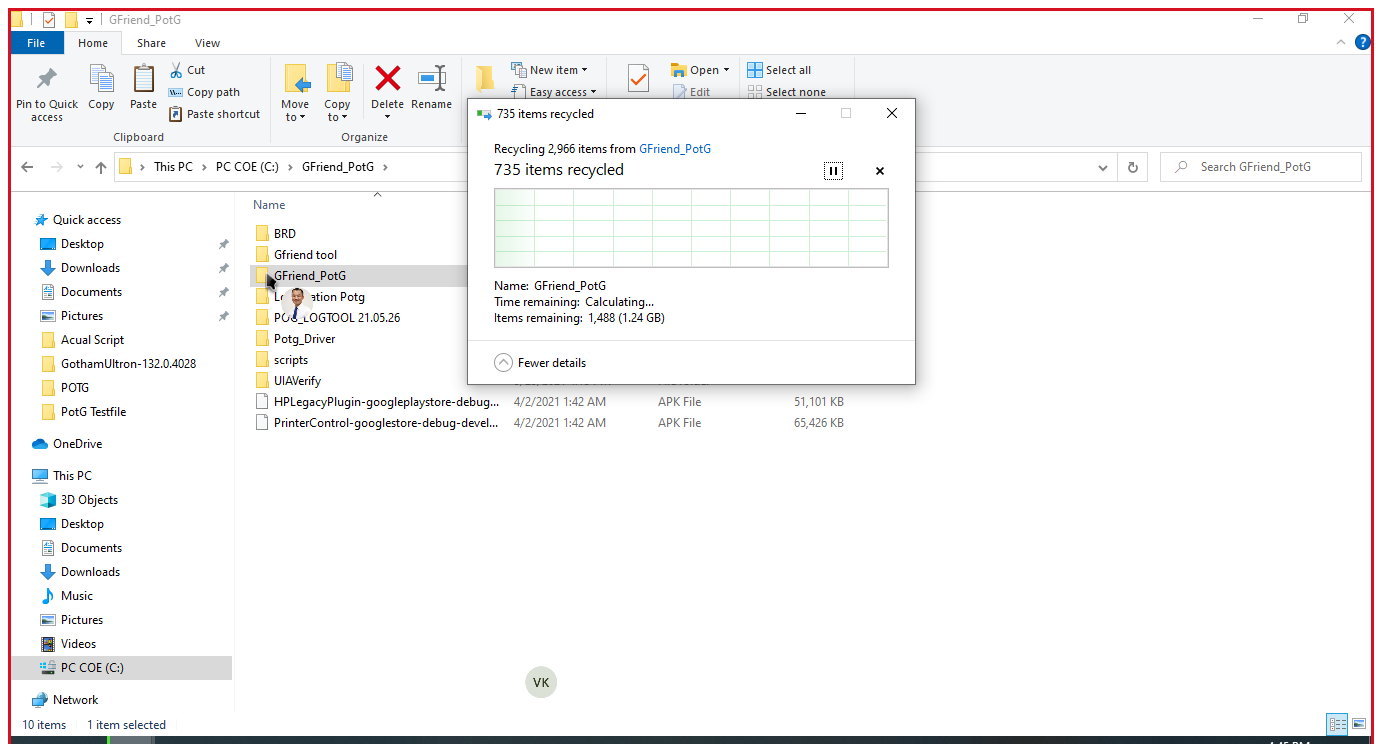 GFriend_PotG
File
Home
Share
View
Pin to Quick access
Copy
Paste
Cut
Copy path
Paste shortcut
Clipboard
Move to
Copy to
Delete
Rename
Organize
New item
Easy access
Open
Edit
Select all
Select none
This PC
PC COE (C:)
GFriend_PotG
Search GFriend_PotG
735 items recycled
Recycling 2,966 items from GFriend_PotG
735 items recycled
Name: GFriend_PotG
Time remaining: Calculating...
Items remaining: 1,488 (1.24 GB)
Fewer details
Quick access
Desktop
Downloads
Documents
Pictures
Acual Script
GothamUltron-132.0.4028
POTG
PotG Testfile
OneDrive
This PC
3D Objects
Desktop
Documents
Downloads
Music
Pictures
Videos
PC COE (C:)
Network
Name
BRD
Gfriend tool
GFriend_PotG
Potg
LOGTOOL 21.05.26
Potg_Driver
scripts
UIAVerify
HPLegacyPlugin-googleplaystore-debug... 4/2/2021 1:42 AM APK File 51,101 KB
PrinterControl-googlestore-debug-devel... 4/2/2021 1:42 AM APK File 65,426 KB
VK
10 items
1 item selected